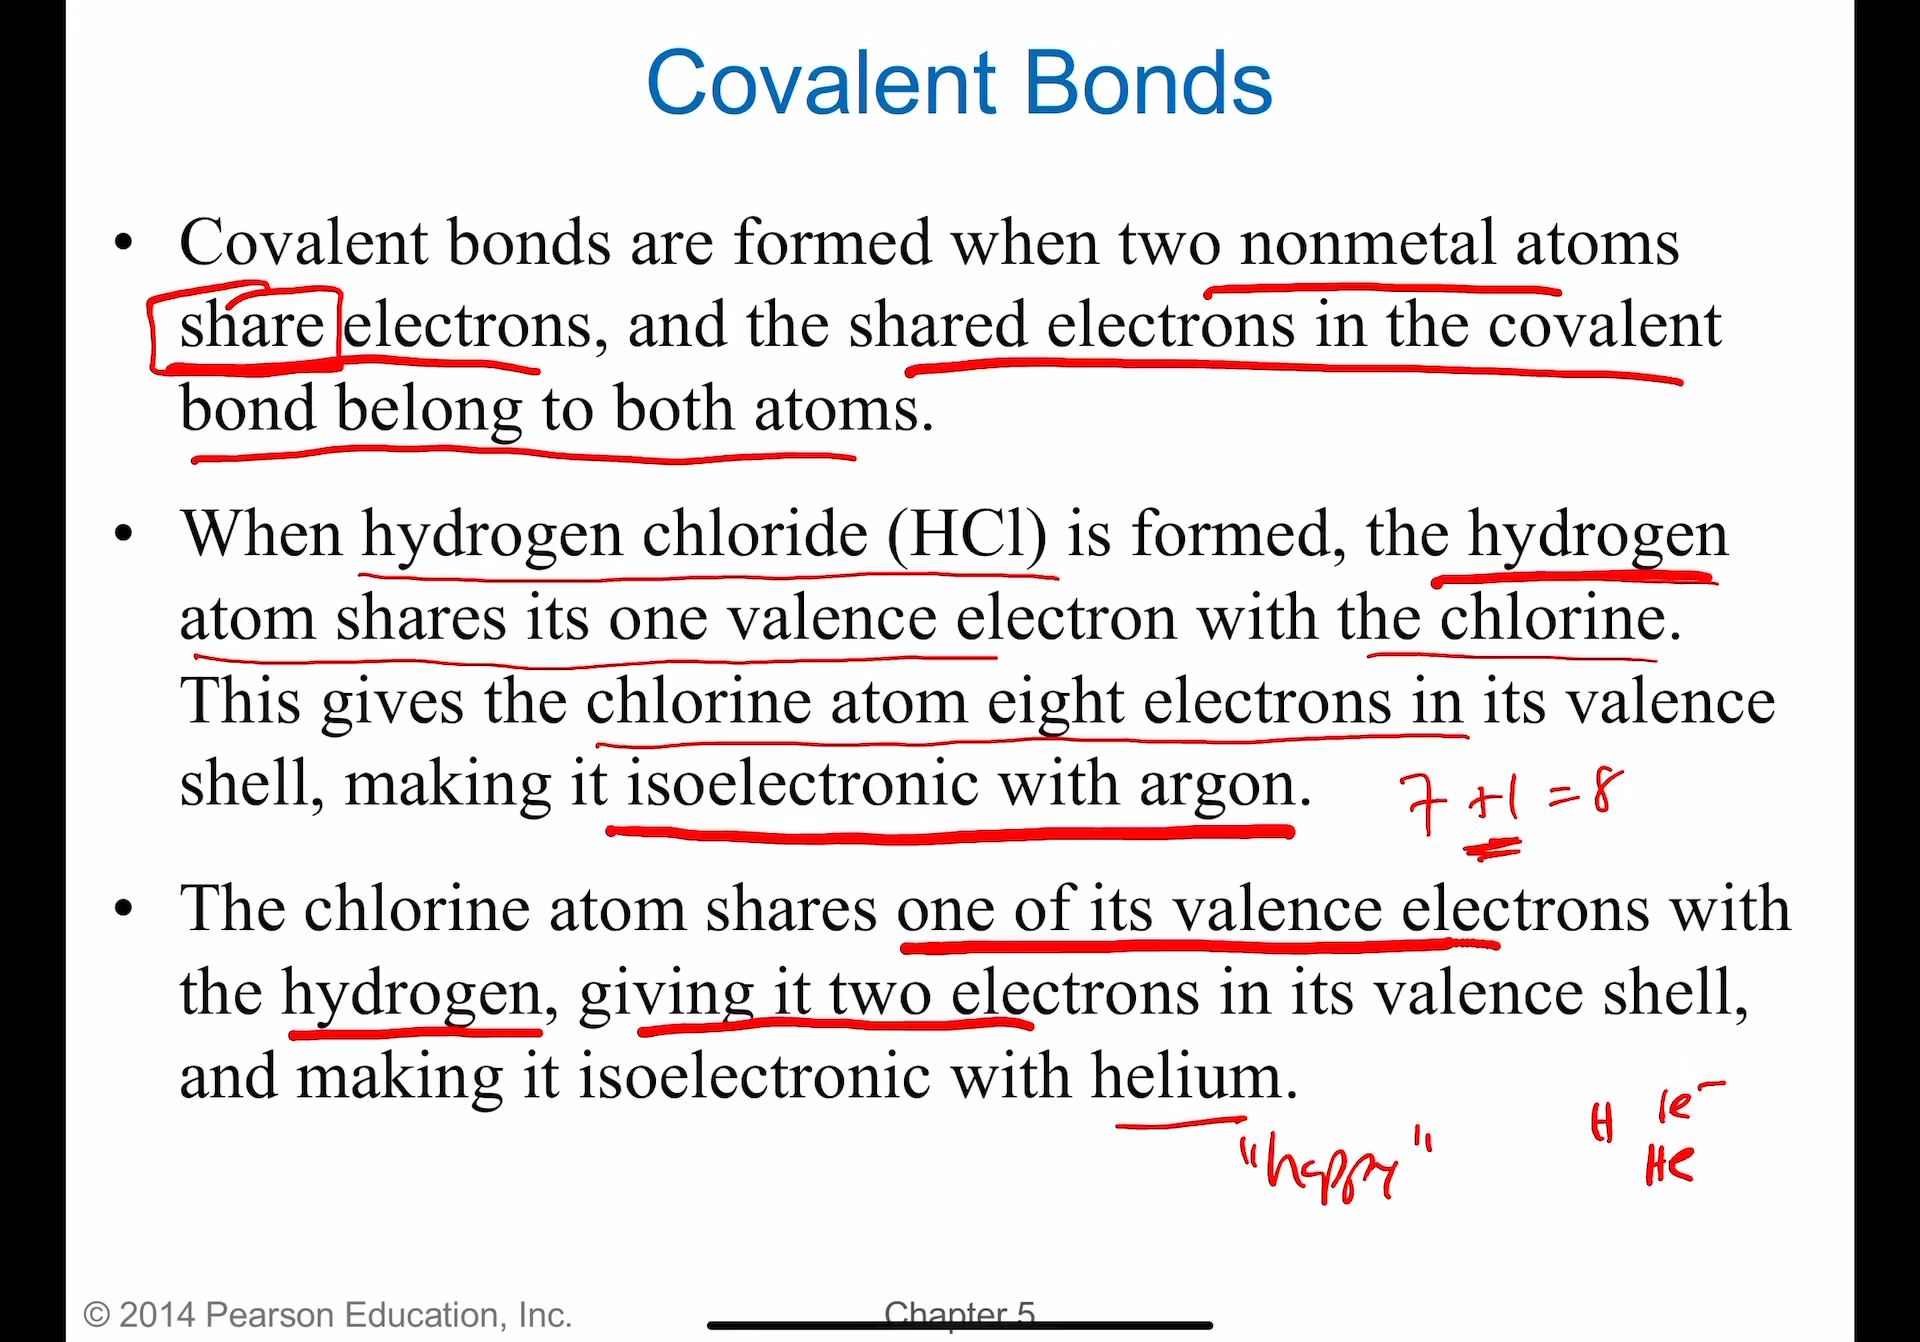 Covalent Bonds
• Covalent bonds are formed when two nonmetal atoms
share electrons, and the shared electrons in the covalent
bond belong to both atoms.
• When hydrogen chloride (HCl) is formed, the hydrogen
atom shares its one valence electron with the chlorine.
This gives the chlorine atom eight electrons in its valence
shell, making it isoelectronic with argon.
7 +1 = 8
• The chlorine atom shares one of its valence electrons with
the hydrogen, giving it two electrons in its valence shell,
and making it isoelectronic with helium.
H 1e⁻
"happy"
He
© 2014 Pearson Education, Inc.
Chapter 5